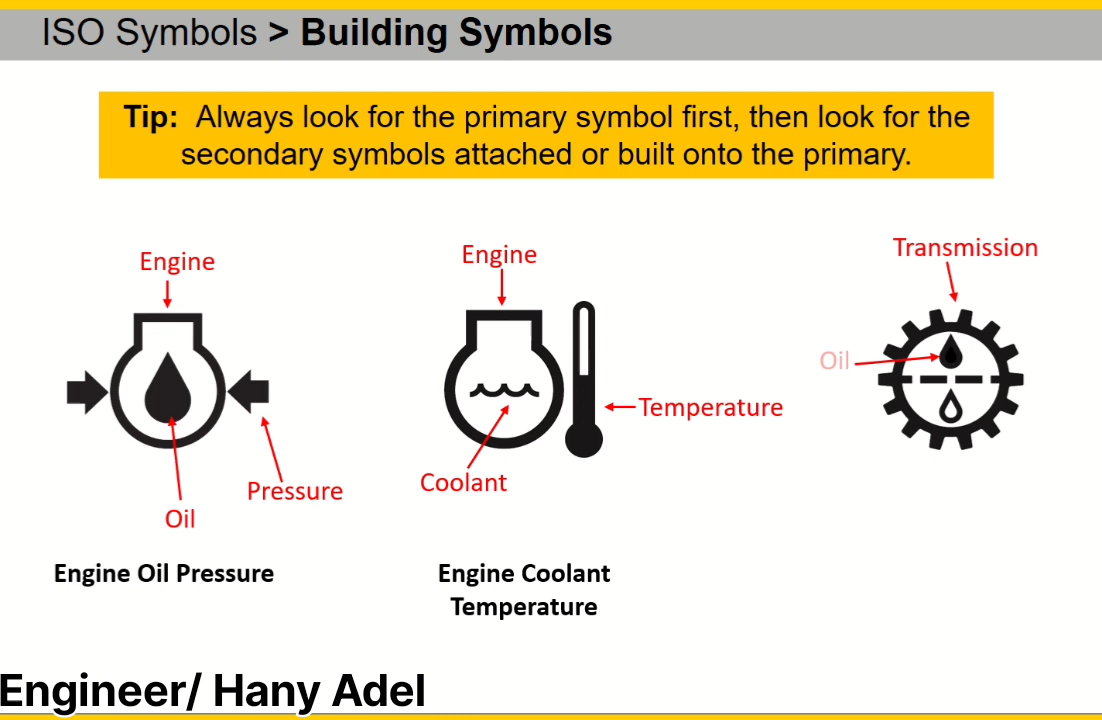 ISO Symbols > Building Symbols
Tip: Always look for the primary symbol first, then look for the
secondary symbols attached or built onto the primary.
Engine
Pressure
Oil
Engine Oil Pressure
Engine
Temperature
Coolant
Engine Coolant
Temperature
Transmission
Oil
Engineer/ Hany Adel